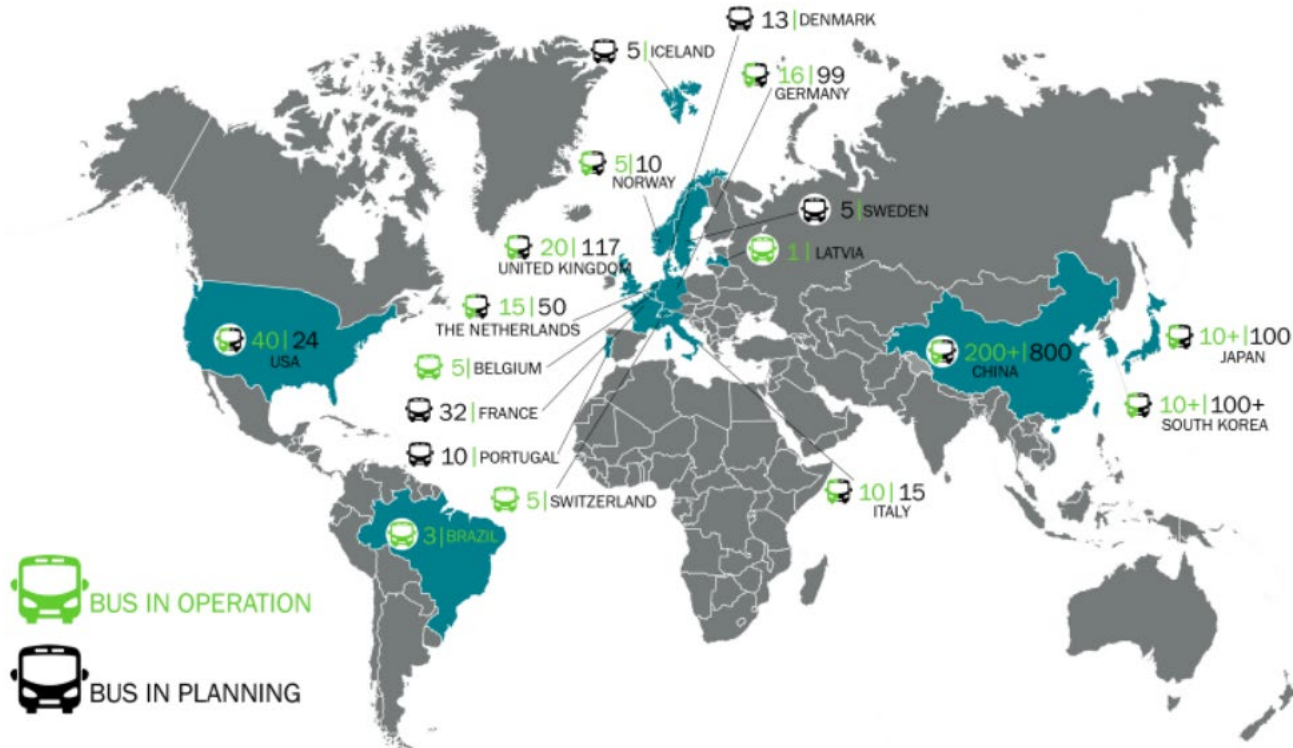 13|DENMARK
5|ICELAND
16|99
GERMANY
5|10
NORWAY
5|SWEDEN
20|117
UNITED KINGDOM
1| LATVIA
15|50
THE NETHERLANDS
40|24
USA
200+|800
CHINA
10+|100
JAPAN
5|BELGIUM
32|FRANCE
10+|100+
SOUTH KOREA
10|PORTUGAL
5|SWITZERLAND
10|15
ITALY
3|BRAZIL
BUS IN OPERATION
BUS IN PLANNING